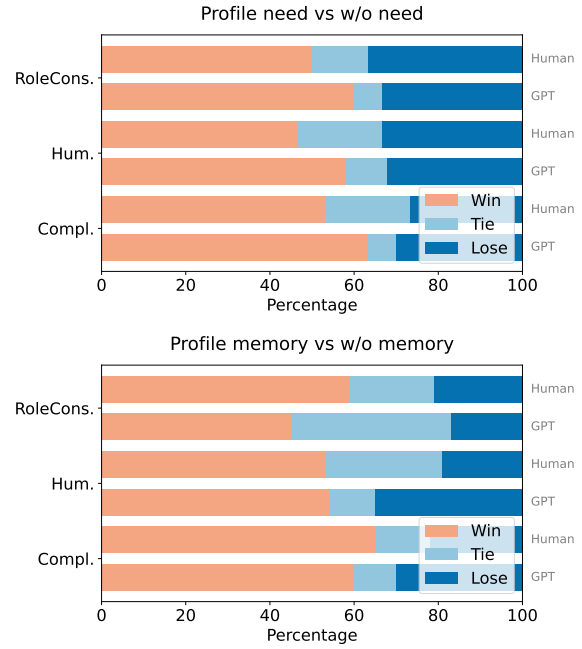 Profile need vs w/o need
RoleCons.
Human
GPT
Hum.
Human
GPT
Compl.
Human
GPT
Win
Tie
Lose
0 20 40 60 80 100
Percentage
Profile memory vs w/o memory
RoleCons.
Human
GPT
Hum.
Human
GPT
Compl.
Human
GPT
Win
Tie
Lose
0 20 40 60 80 100
Percentage